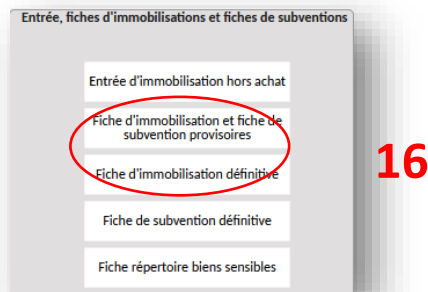 Entrée, fiches d'immobilisations et fiches de subventions
Entrée d'immobilisation hors achat
Fiche d'immobilisation et fiche de
subvention provisoires
Fiche d'immobilisation définitive
16
Fiche de subvention définitive
Fiche répertoire biens sensibles